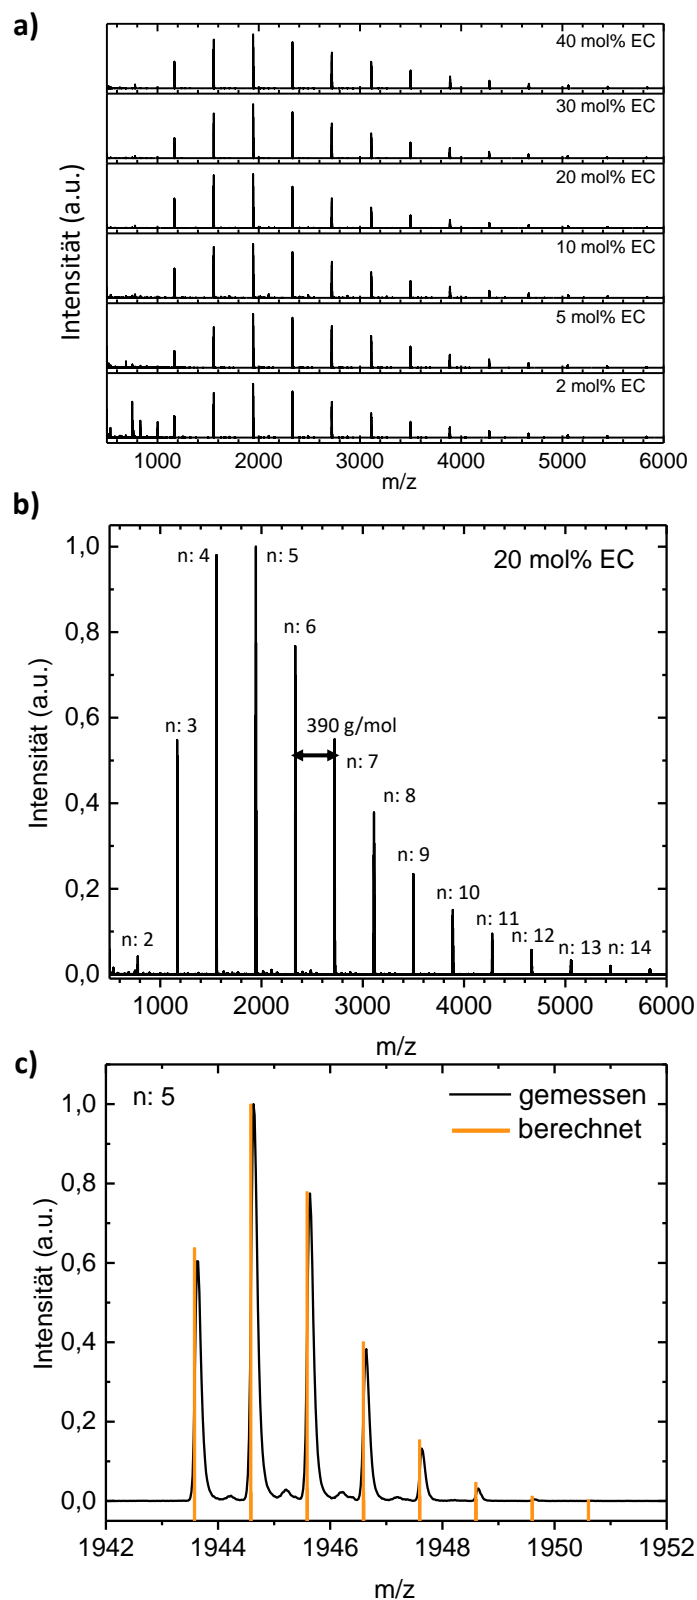 a)
40 mol% EC
30 mol% EC
20 mol% EC
10 mol% EC
5 mol% EC
2 mol% EC
Intensität (a.u.)
1000 2000 3000 4000 5000 6000
m/z
b)
20 mol% EC
1,0
0,8
0,6
0,4
0,2
0,0
Intensität (a.u.)
n: 2
n: 3
n: 4
n: 5
n: 6
390 g/mol
n: 7
n: 8
n: 9
n: 10
n: 11
n: 12
n: 13
n: 14
1000 2000 3000 4000 5000 6000
m/z
c)
n: 5
gemessen
berechnet
1,0
0,8
0,6
0,4
0,2
0,0
Intensität (a.u.)
1942 1944 1946 1948 1950 1952
m/z